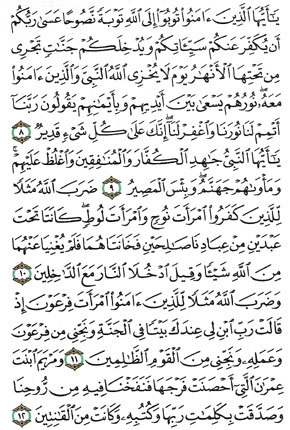 يَـٰٓأَيُّهَا ٱلَّذِينَ ءَامَنُوا۟ تُوبُوٓا۟ إِلَى ٱللَّهِ تَوْبَةً نَّصُوحًا عَسَىٰ رَبُّكُمْ
أَن يُكَفِّرَ عَنكُمْ سَيِّـَٔاتِكُمْ وَيُدْخِلَكُمْ جَنَّـٰتٍ تَجْرِى
مِن تَحْتِهَا ٱلْأَنْهَـٰرُ يَوْمَ لَا يُخْزِى ٱللَّهُ ٱلنَّبِىَّ وَٱلَّذِينَ ءَامَنُوا۟
مَعَهُۥ نُورُهُمْ يَسْعَىٰ بَيْنَ أَيْدِيهِمْ وَبِأَيْمَـٰنِهِمْ يَقُولُونَ رَبَّنَآ
أَتْمِمْ لَنَا نُورَنَا وَٱغْفِرْ لَنَآ إِنَّكَ عَلَىٰ كُلِّ شَىْءٍ قَدِيرٌ ٨
يَـٰٓأَيُّهَا ٱلنَّبِىُّ جَـٰهِدِ ٱلْكُفَّارَ وَٱلْمُنَـٰفِقِينَ وَٱغْلُظْ عَلَيْهِمْ
وَمَأْوَىٰهُمْ جَهَنَّمُ وَبِئْسَ ٱلْمَصِيرُ ٩ ضَرَبَ ٱللَّهُ مَثَلًا
لِّلَّذِينَ كَفَرُوا۟ ٱمْرَأَتَ نُوحٍ وَٱمْرَأَتَ لُوطٍ كَانَتَا تَحْتَ
عَبْدَيْنِ مِنْ عِبَادِنَا صَـٰلِحَيْنِ فَخَانَتَاهُمَا فَلَمْ يُغْنِيَا عَنْهُمَا
مِنَ ٱللَّهِ شَيْـًٔا وَقِيلَ ٱدْخُلَا ٱلنَّارَ مَعَ ٱلدَّٰخِلِينَ ١٠
وَضَرَبَ ٱللَّهُ مَثَلًا لِّلَّذِينَ ءَامَنُوا۟ ٱمْرَأَتَ فِرْعَوْنَ إِذْ
قَالَتْ رَبِّ ٱبْنِ لِى عِندَكَ بَيْتًا فِى ٱلْجَنَّةِ وَنَجِّنِى مِن فِرْعَوْنَ
وَعَمَلِهِۦ وَنَجِّنِى مِنَ ٱلْقَوْمِ ٱلظَّـٰلِمِينَ ١١ وَمَرْيَمَ ٱبْنَتَ
عِمْرَٰنَ ٱلَّتِىٓ أَحْصَنَتْ فَرْجَهَا فَنَفَخْنَا فِيهِ مِن رُّوحِنَا
وَصَدَّقَتْ بِكَلِمَـٰتِ رَبِّهَا وَكُتُبِهِۦ وَكَانَتْ مِنَ ٱلْقَـٰنِتِينَ ١٢